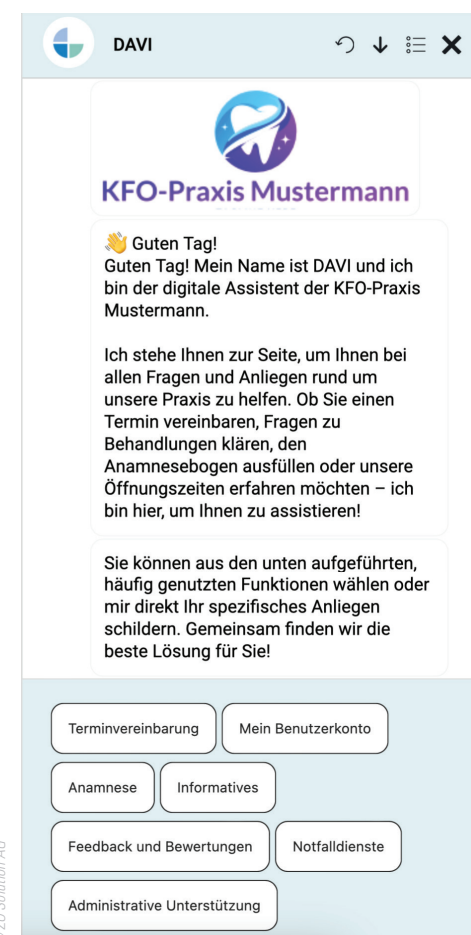 DAVI
KFO-Praxis Mustermann
👋 Guten Tag!
Guten Tag! Mein Name ist DAVI und ich
bin der digitale Assistent der KFO-Praxis
Mustermann.
Ich stehe Ihnen zur Seite, um Ihnen bei
allen Fragen und Anliegen rund um
unsere Praxis zu helfen. Ob Sie einen
Termin vereinbaren, Fragen zu
Behandlungen klären, den
Anamnesebogen ausfüllen oder unsere
Öffnungszeiten erfahren möchten – ich
bin hier, um Ihnen zu assistieren!
Sie können aus den unten aufgeführten,
häufig genutzten Funktionen wählen oder
mir direkt Ihr spezifisches Anliegen
schildern. Gemeinsam finden wir die
beste Lösung für Sie!
Terminvereinbarung
Mein Benutzerkonto
Anamnese
Informatives
Feedback und Bewertungen
Notfalldienste
Administrative Unterstützung
Solution AG